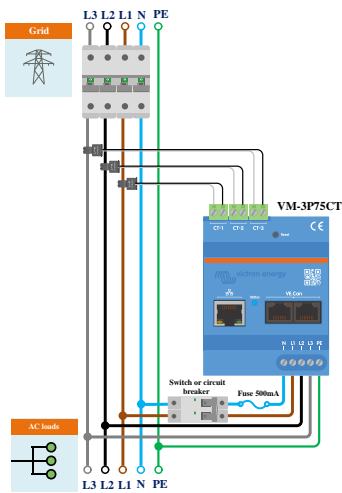 L3 L2 L1 N PE
Grid
VM-3P75CT
CT-1 CT-2 CT-3
Reset
CE
victron energy
Status
VE.Can
N L1 L2 L3 PE
Switch or circuit
breaker
Fuse 500mA
AC loads
L3 L2 L1 N PE